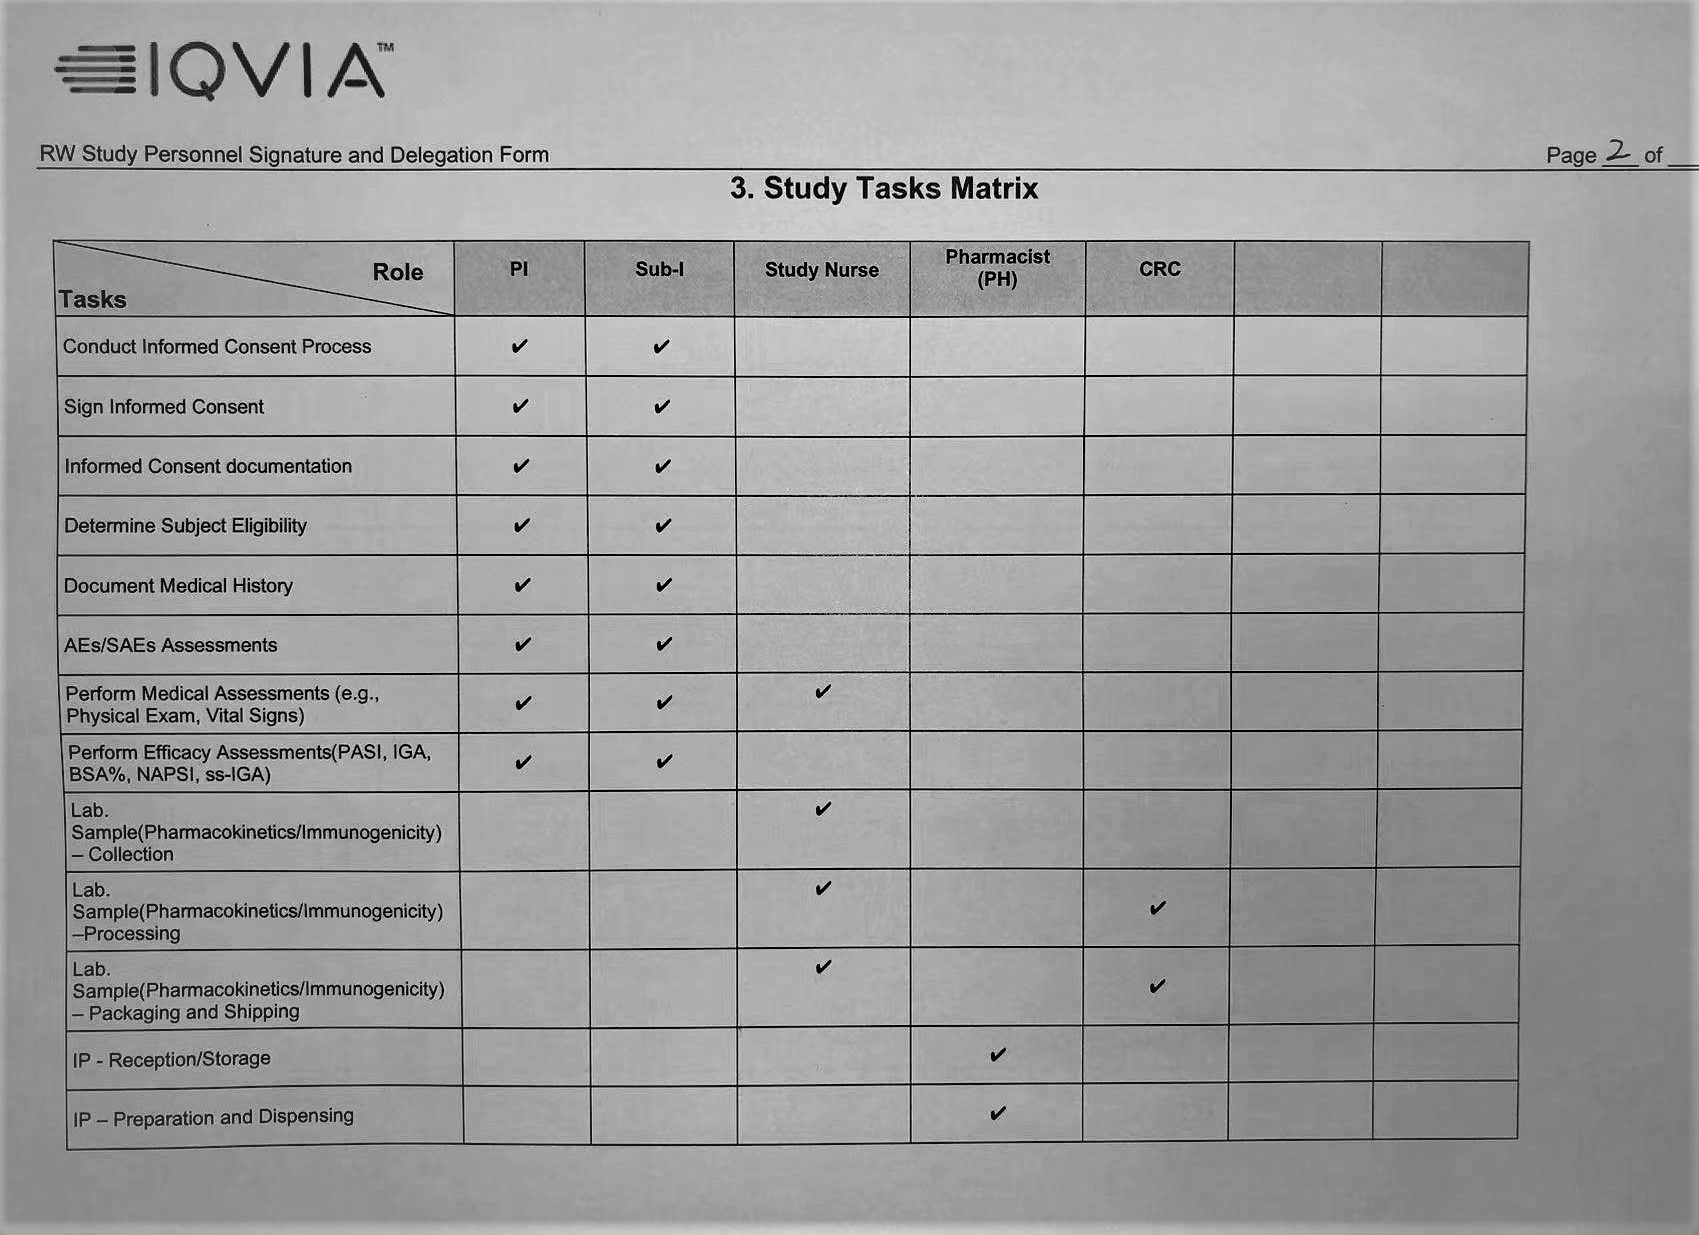 IQVIA™
RW Study Personnel Signature and Delegation Form
Page 2 of
3. Study Tasks Matrix
Role
Tasks
PI
Sub-I
Study Nurse
Pharmacist
(PH)
CRC
Conduct Informed Consent Process ✔ ✔
Sign Informed Consent ✔ ✔
Informed Consent documentation ✔ ✔
Determine Subject Eligibility ✔ ✔
Document Medical History ✔ ✔
AEs/SAEs Assessments ✔ ✔
Perform Medical Assessments (e.g.,
Physical Exam, Vital Signs) ✔ ✔ ✔
Perform Efficacy Assessments(PASI, IGA,
BSA%, NAPSI, ss-IGA) ✔ ✔
Lab.
Sample(Pharmacokinetics/Immunogenicity)
– Collection ✔
Lab.
Sample(Pharmacokinetics/Immunogenicity)
–Processing ✔ ✔
Lab.
Sample(Pharmacokinetics/Immunogenicity)
– Packaging and Shipping ✔ ✔
IP - Reception/Storage ✔
IP – Preparation and Dispensing ✔